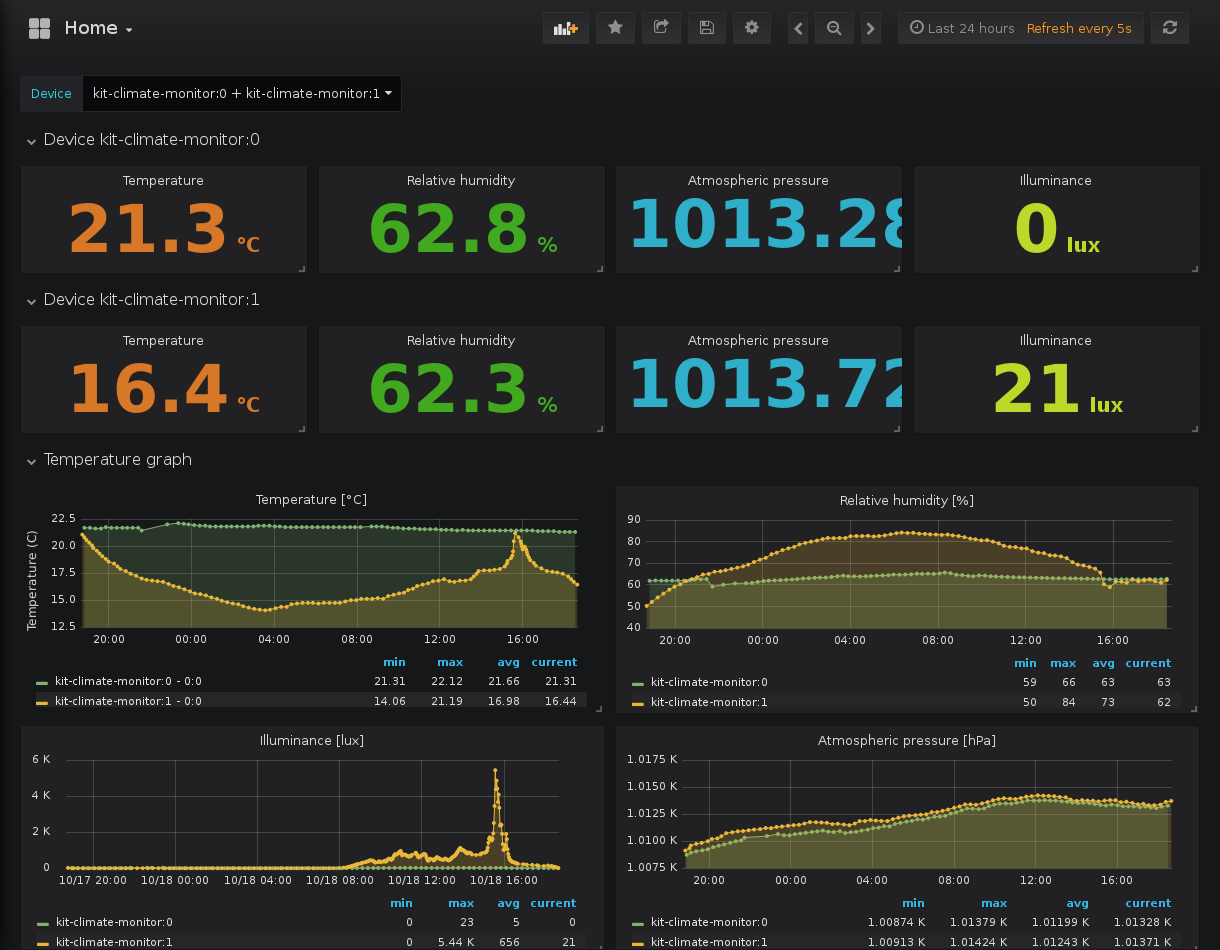 Home
Last 24 hours Refresh every 5s
Device kit-climate-monitor:0 + kit-climate-monitor:1
Device kit-climate-monitor:0
Temperature Relative humidity Atmospheric pressure Illuminance
21.3 °C 62.8 % 1013.28 0 lux
Device kit-climate-monitor:1
Temperature Relative humidity Atmospheric pressure Illuminance
16.4 °C 62.3 % 1013.72 21 lux
Temperature graph
Temperature [°C]
Temperature (C)
22.5
20.0
17.5
15.0
12.5
20:00 00:00 04:00 08:00 12:00 16:00
min max avg current
kit-climate-monitor:0 - 0:0 21.31 22.12 21.66 21.31
kit-climate-monitor:1 - 0:0 14.06 21.19 16.98 16.44
Relative humidity [%]
90
80
70
60
50
40
20:00 00:00 04:00 08:00 12:00 16:00
min max avg current
kit-climate-monitor:0 59 66 63 63
kit-climate-monitor:1 50 84 73 62
Illuminance [lux]
6 K
4 K
2 K
0
10/17 20:00 10/18 00:00 10/18 04:00 10/18 08:00 10/18 12:00 10/18 16:00
min max avg current
kit-climate-monitor:0 0 23 5 0
kit-climate-monitor:1 0 5.44 K 656 21
Atmospheric pressure [hPa]
1.0175 K
1.0150 K
1.0125 K
1.0100 K
1.0075 K
20:00 00:00 04:00 08:00 12:00 16:00
min max avg current
kit-climate-monitor:0 1.00874 K 1.01379 K 1.01199 K 1.01328 K
kit-climate-monitor:1 1.00913 K 1.01424 K 1.01243 K 1.01371 K